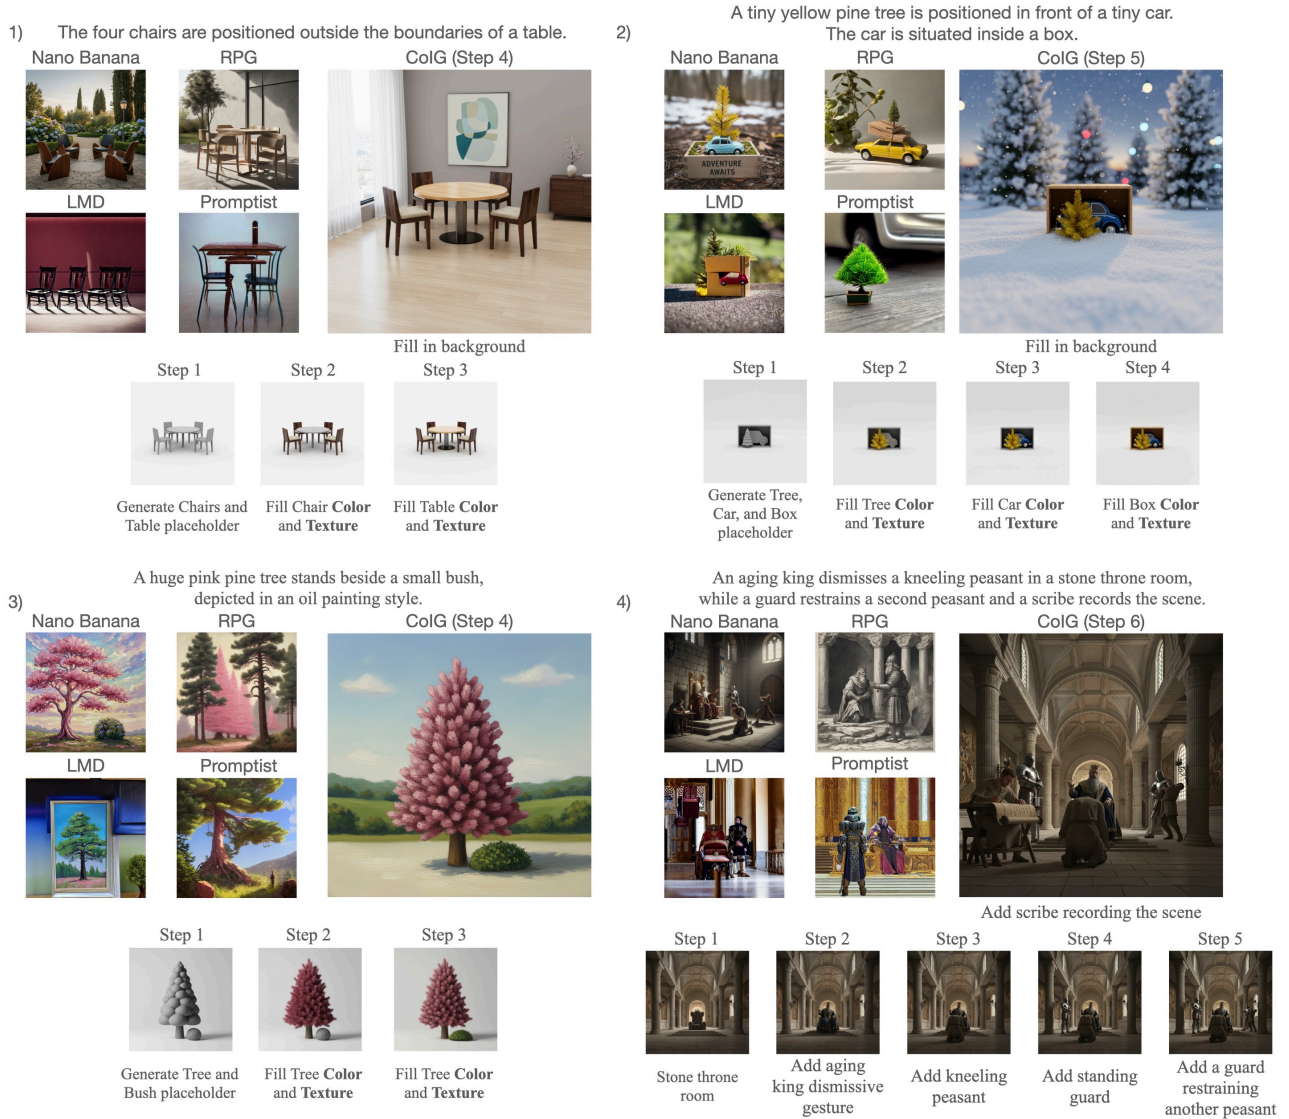 1)
The four chairs are positioned outside the boundaries of a table.
Nano Banana
RPG
CoIG (Step 4)
LMD
Promptist
Fill in background
Step 1
Step 2
Step 3
Generate Chairs and
Table placeholder
Fill Chair Color
and Texture
Fill Table Color
and Texture
2)
A tiny yellow pine tree is positioned in front of a tiny car.
The car is situated inside a box.
Nano Banana
RPG
CoIG (Step 5)
ADVENTURE
AWAITS
LMD
Promptist
Fill in background
Step 1
Step 2
Step 3
Step 4
Generate Tree,
Car, and Box
placeholder
Fill Tree Color
and Texture
Fill Car Color
and Texture
Fill Box Color
and Texture
3)
A huge pink pine tree stands beside a small bush,
depicted in an oil painting style.
Nano Banana
RPG
CoIG (Step 4)
LMD
Promptist
Step 1
Step 2
Step 3
Generate Tree and
Bush placeholder
Fill Tree Color
and Texture
Fill Tree Color
and Texture
4)
An aging king dismisses a kneeling peasant in a stone throne room,
while a guard restrains a second peasant and a scribe records the scene.
Nano Banana
RPG
CoIG (Step 6)
LMD
Promptist
Add scribe recording the scene
Step 1
Step 2
Step 3
Step 4
Step 5
Stone throne
room
Add aging
king dismissive
gesture
Add kneeling
peasant
Add standing
guard
Add a guard
restraining
another peasant